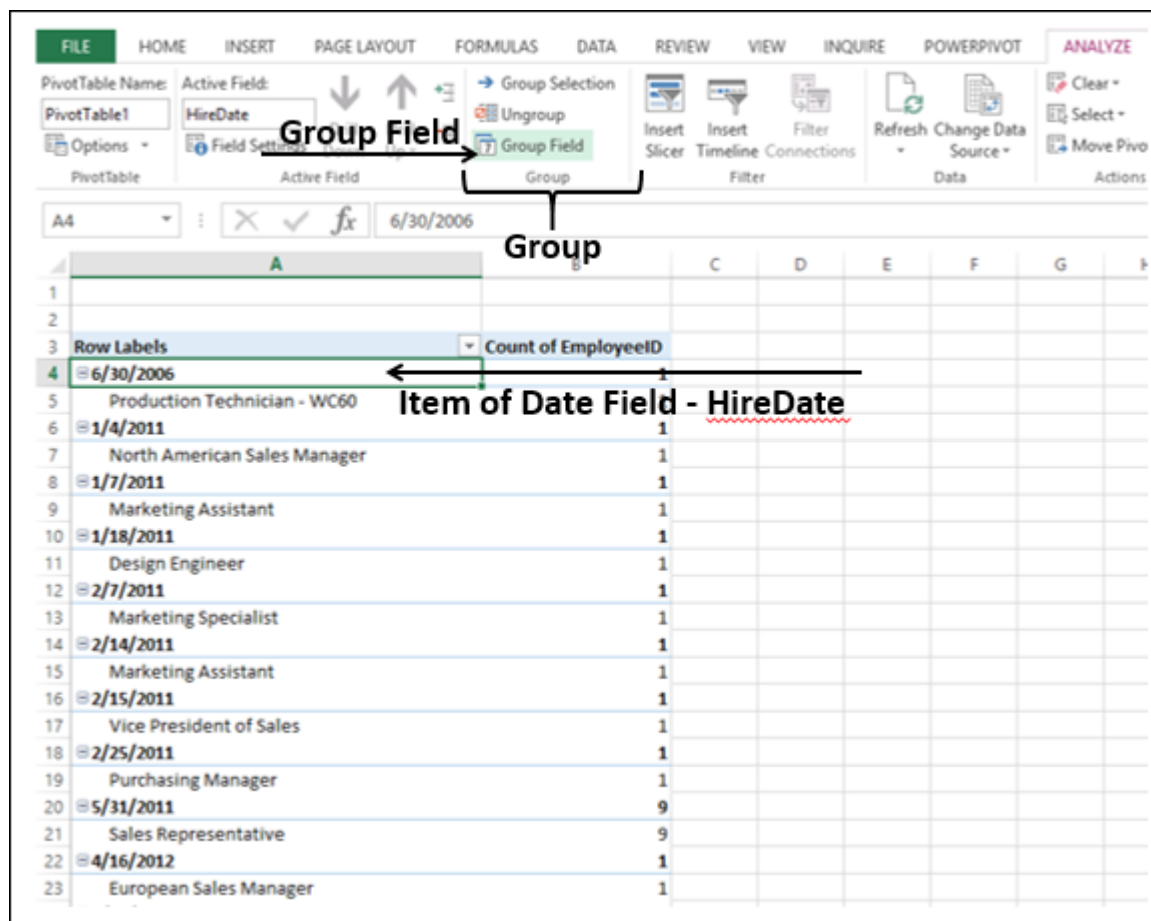 FILE HOME INSERT PAGE LAYOUT FORMULAS DATA REVIEW VIEW INQUIRE POWERPIVOT ANALYZE
PivotTable Name: Active Field: Group Selection Clear
PivotTable1 HireDate Ungroup Select
Group Field
Options Field Settings Group Field Insert Slicer Insert Timeline Filter Connections Refresh Change Data Source Move Pivo
PivotTable Active Field Group Filter Data Actions
A4 fx 6/30/2006
Group
A B C D E F G
1
2
3 Row Labels Count of EmployeeID
4 6/30/2006 1
5 Production Technician - WC60
Item of Date Field - HireDate
6 1/4/2011 1
7 North American Sales Manager 1
8 1/7/2011 1
9 Marketing Assistant 1
10 1/18/2011 1
11 Design Engineer 1
12 2/7/2011 1
13 Marketing Specialist 1
14 2/14/2011 1
15 Marketing Assistant 1
16 2/15/2011 1
17 Vice President of Sales 1
18 2/25/2011 1
19 Purchasing Manager 1
20 5/31/2011 9
21 Sales Representative 9
22 4/16/2012 1
23 European Sales Manager 1